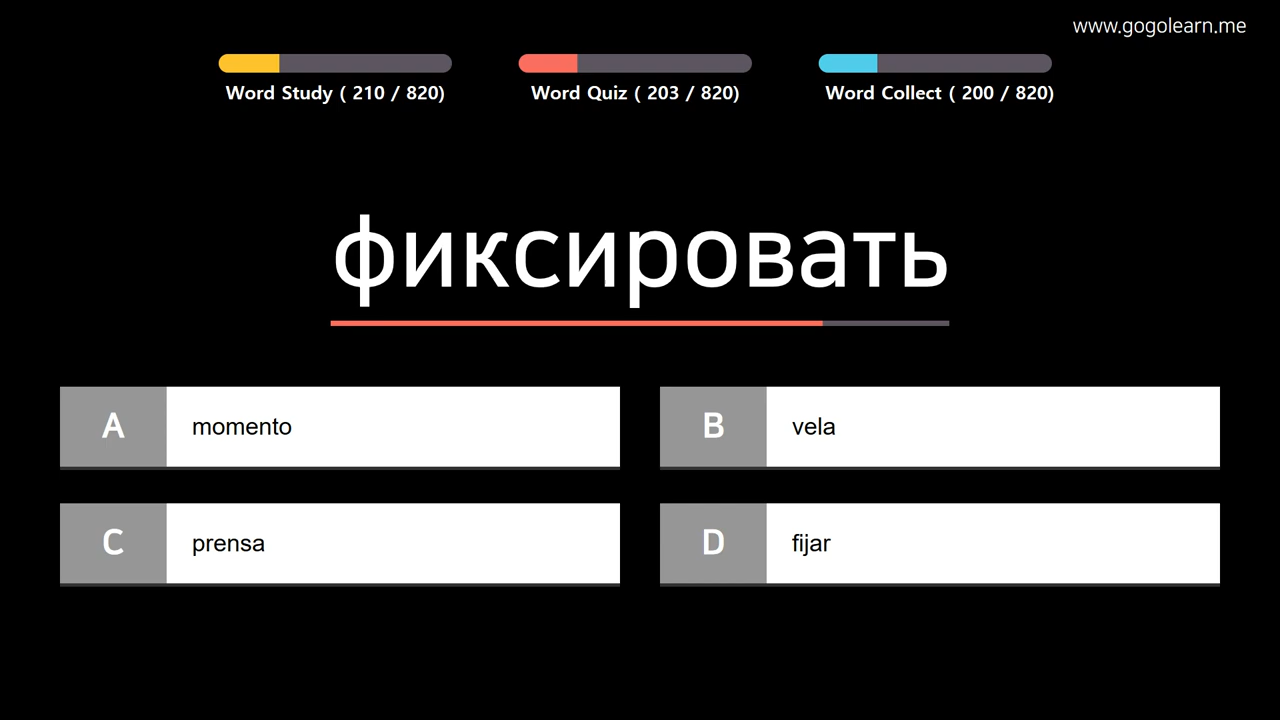 www.gogolearn.me
Word Study ( 210 / 820)
Word Quiz ( 203 / 820)
Word Collect ( 200 / 820)
фиксировать
A momento
B vela
C prensa
D fijar